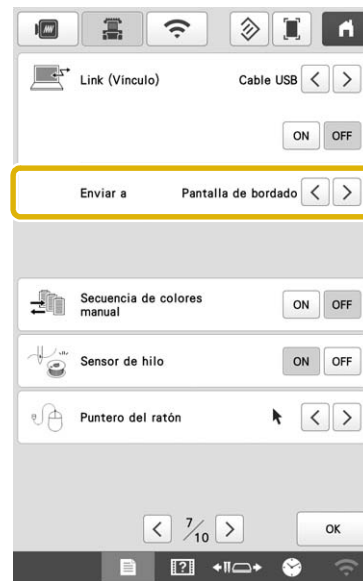 Link (Vínculo) Cable USB
ON OFF
Enviar a Pantalla de bordado
Secuencia de colores
manual ON OFF
Sensor de hilo ON OFF
Puntero del ratón
7/10 OK